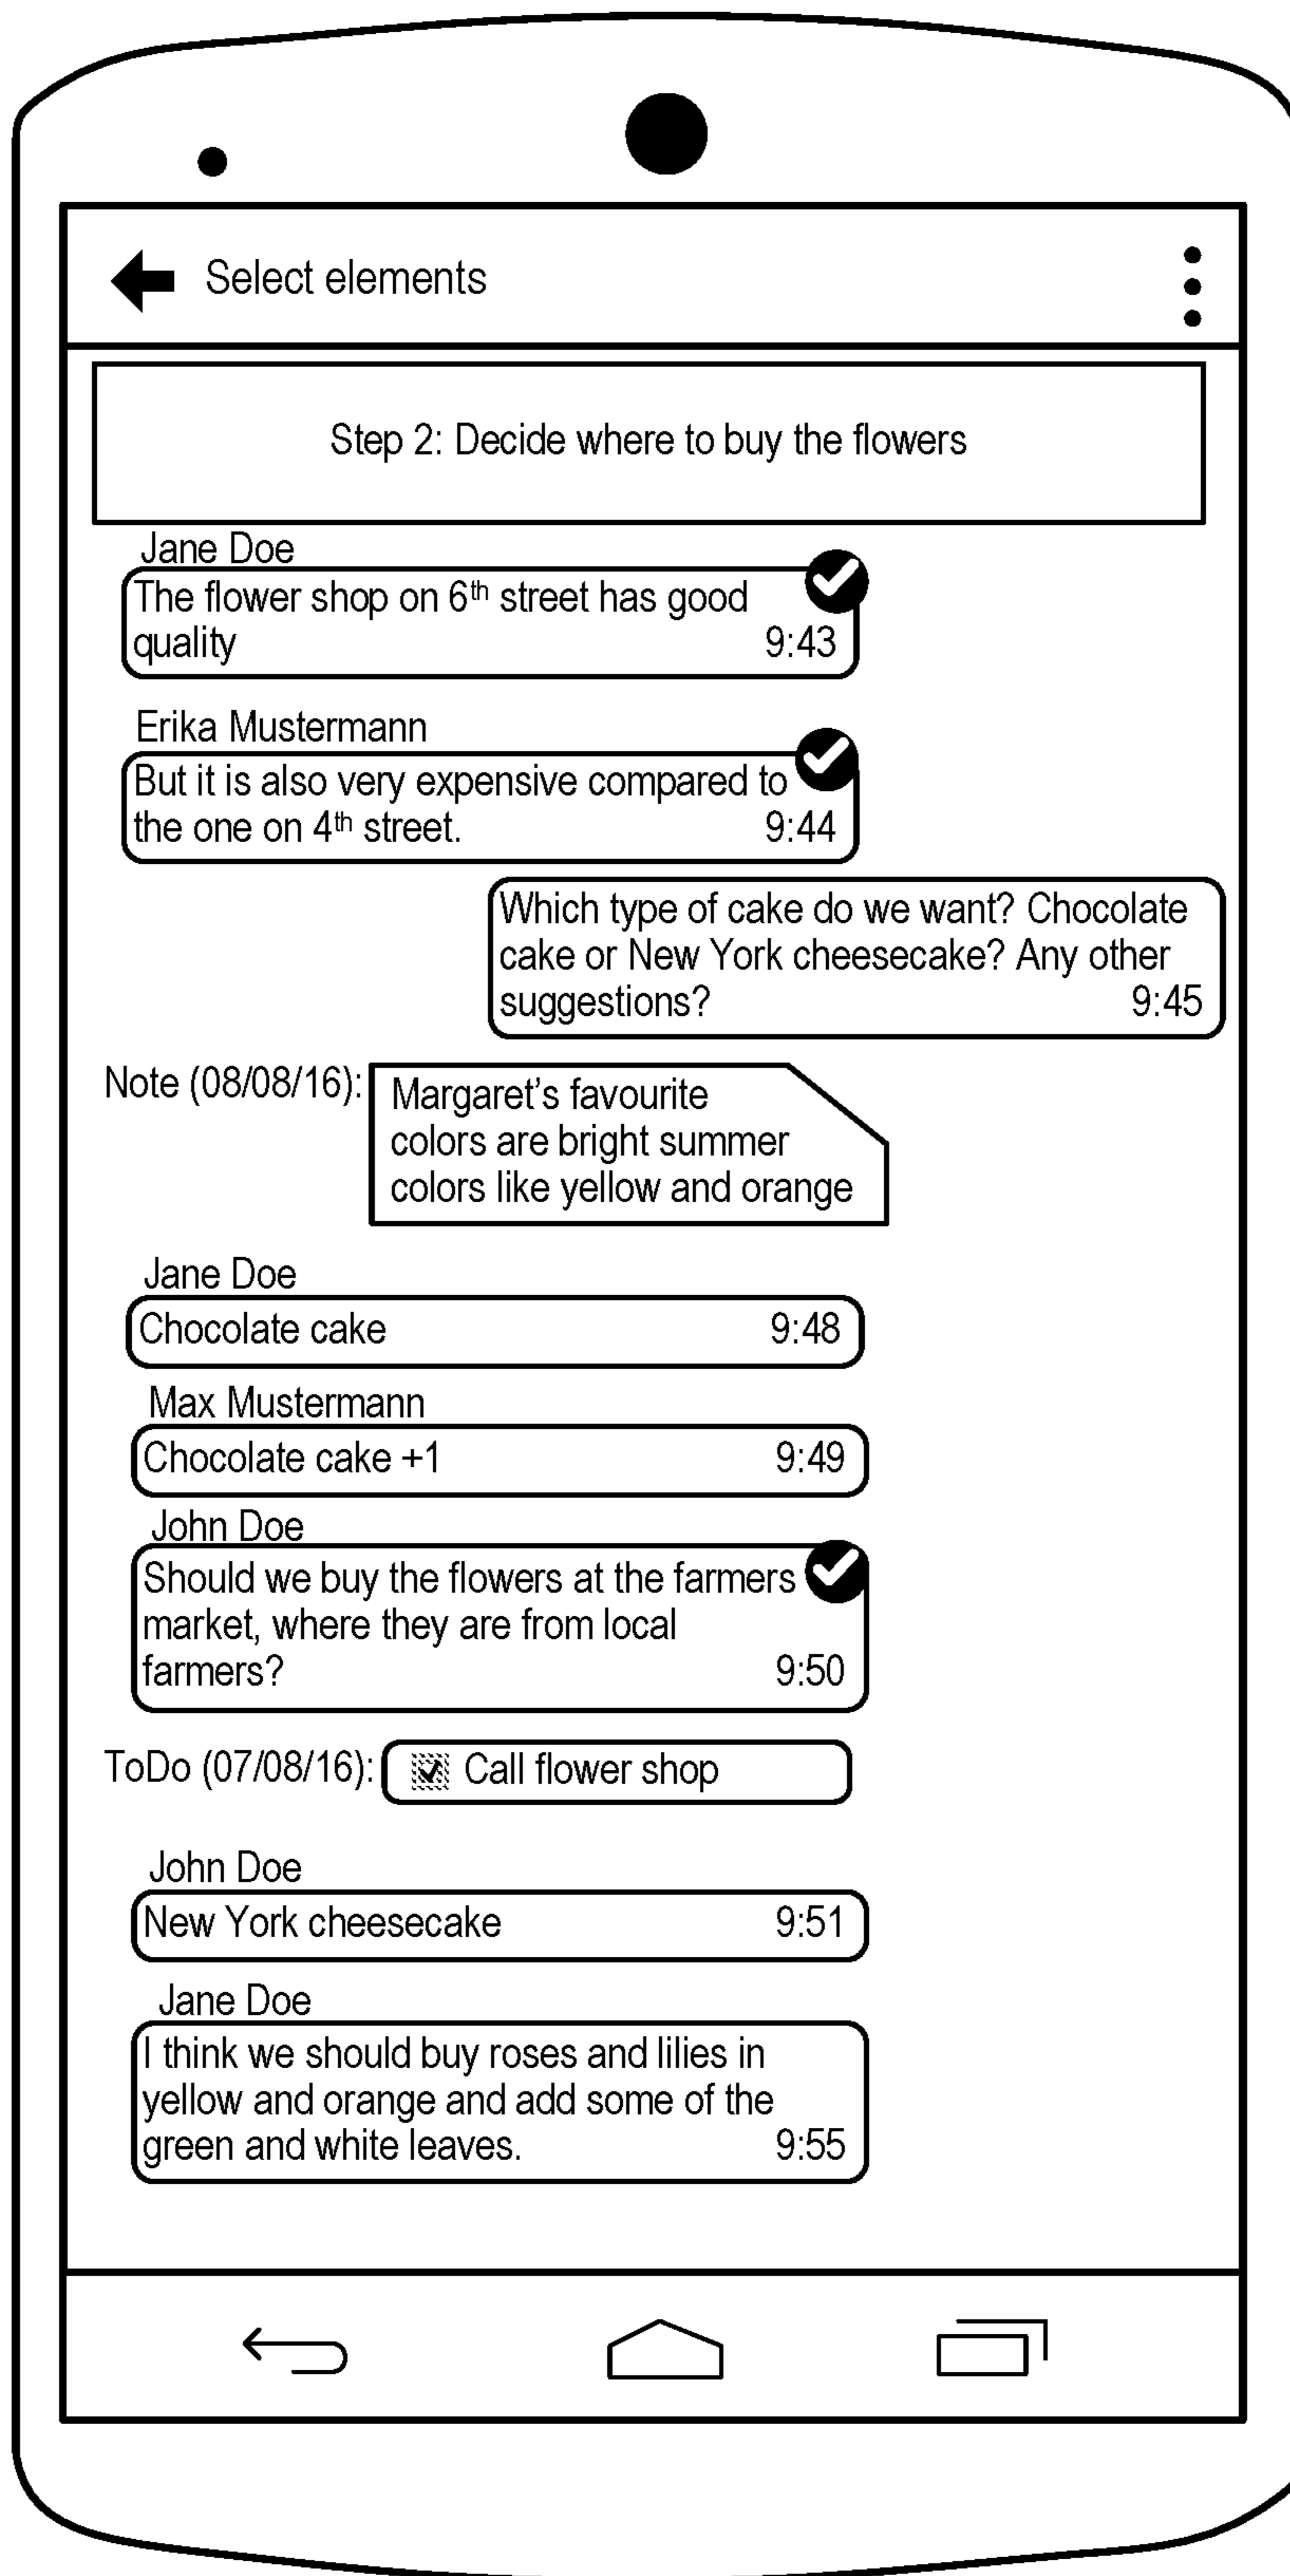 Select elements
Step 2: Decide where to buy the flowers
Jane Doe
The flower shop on 6th street has good
quality 9:43
Erika Mustermann
But it is also very expensive compared to
the one on 4th street. 9:44
Which type of cake do we want? Chocolate
cake or New York cheesecake? Any other
suggestions? 9:45
Note (08/08/16):
Margaret’s favourite
colors are bright summer
colors like yellow and orange
Jane Doe
Chocolate cake 9:48
Max Mustermann
Chocolate cake +1 9:49
John Doe
Should we buy the flowers at the farmers
market, where they are from local
farmers? 9:50
ToDo (07/08/16): Call flower shop
John Doe
New York cheesecake 9:51
Jane Doe
I think we should buy roses and lilies in
yellow and orange and add some of the
green and white leaves. 9:55